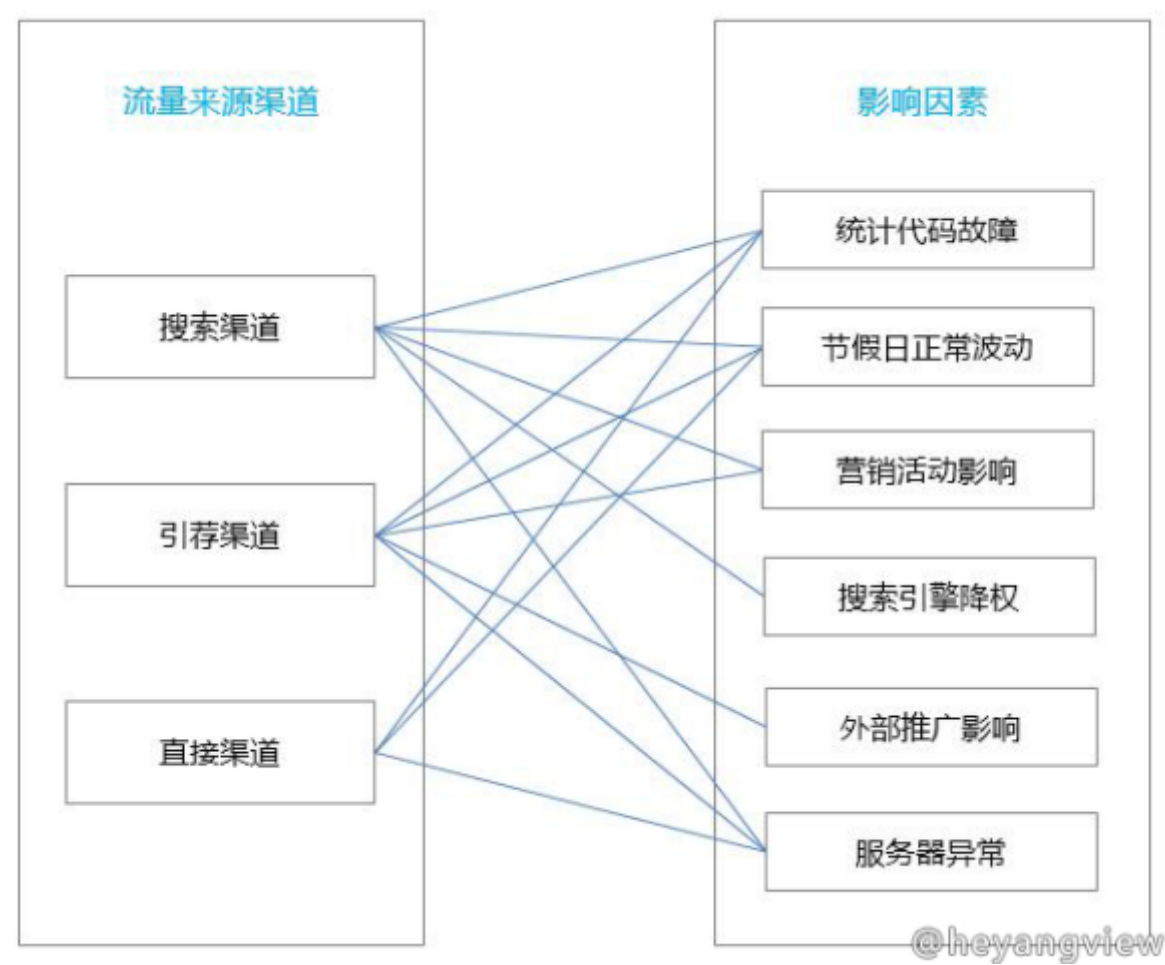 流量来源渠道
搜索渠道
引荐渠道
直接渠道
影响因素
统计代码故障
节假日正常波动
营销活动影响
搜索引擎降权
外部推广影响
服务器异常
@heyangview